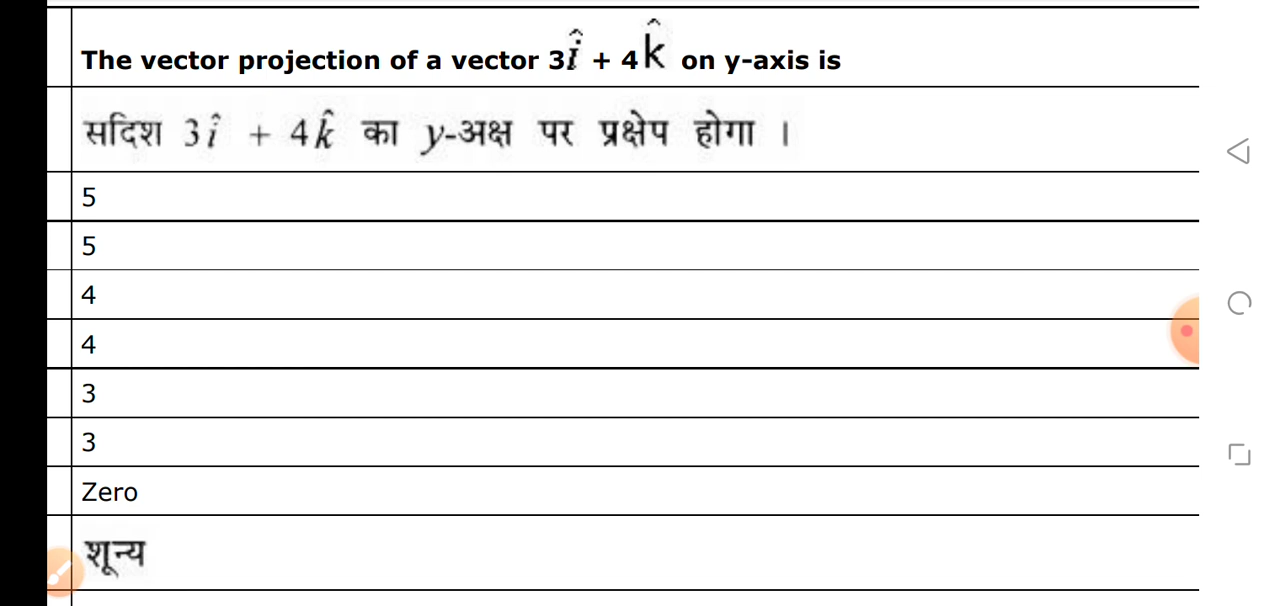 The vector projection of a vector 3î + 4k̂ on y-axis is
सदिश 3î + 4k̂ का y-अक्ष पर प्रक्षेप होगा ।
5
5
4
4
3
3
Zero
शून्य